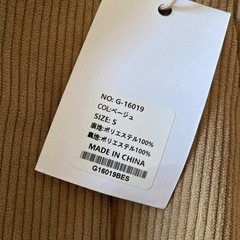 NO: G-16019
COL:ベージュ
SIZE: S
表地:ポリエステル100%
裏地:ポリエステル100%
MADE IN CHINA
G16019BES